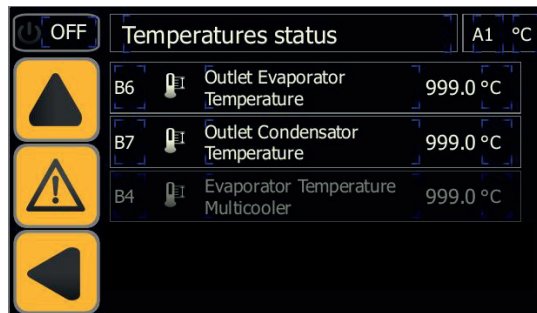 OFF
Temperatures status
A1 °C
B6 Outlet Evaporator
Temperature
999.0 °C
B7 Outlet Condensator
Temperature
999.0 °C
B4 Evaporator Temperature
Multicooler
999.0 °C